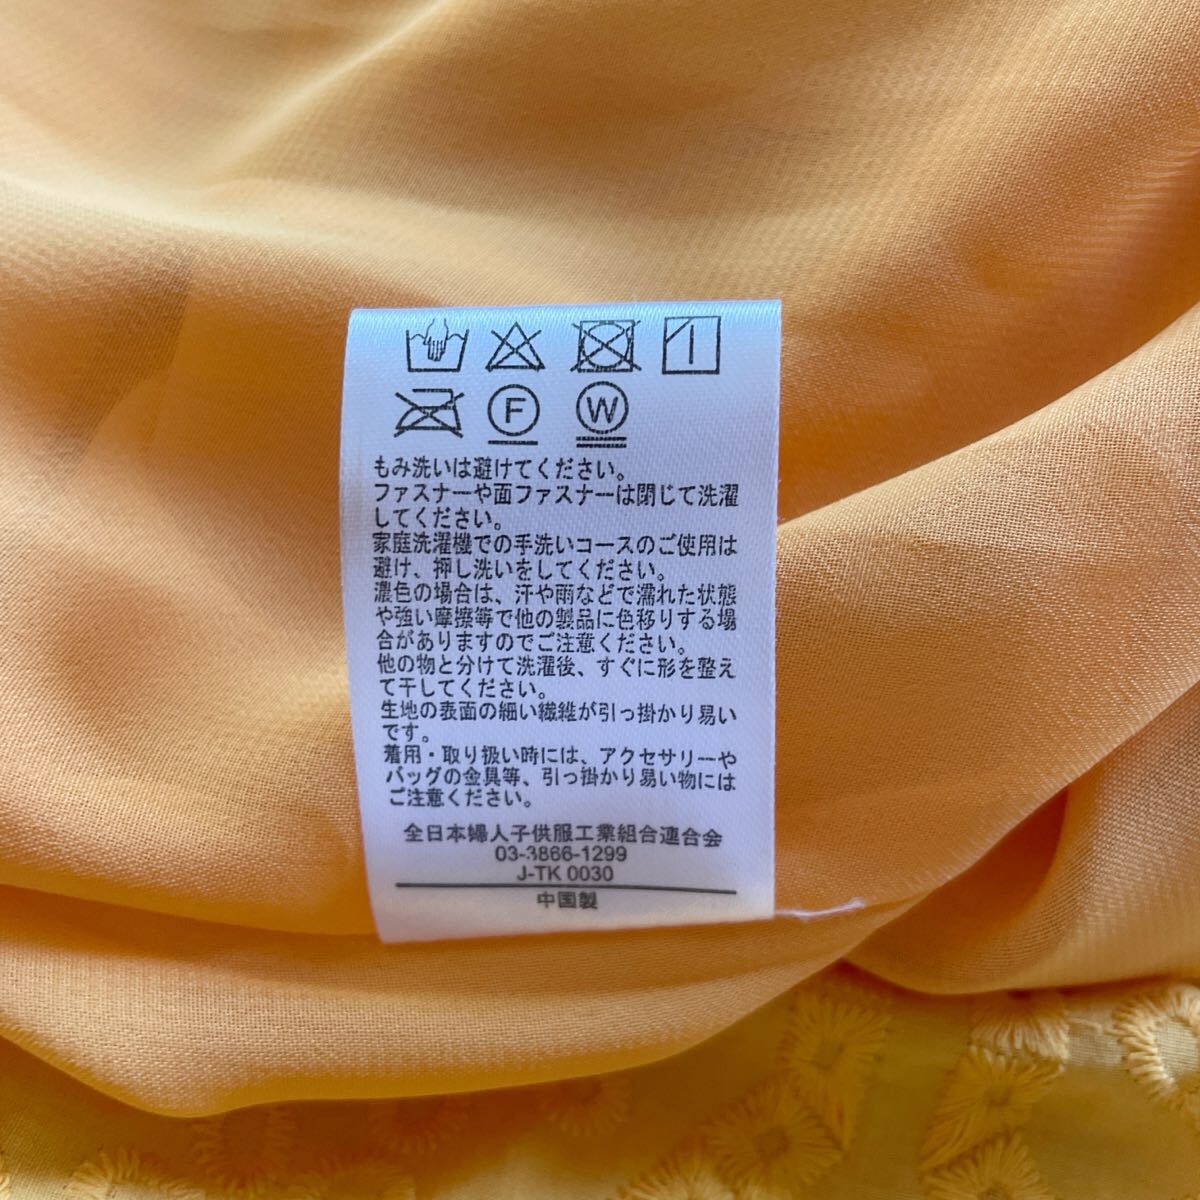 F W
もみ洗いは避けてください。
ファスナーや面ファスナーは閉じて洗濯
してください。
家庭洗濯機での手洗いコースのご使用は
避け、押し洗いをしてください。
濃色の場合は、汗や雨などで濡れた状態
や強い摩擦等で他の製品に色移りする場
合がありますのでご注意ください。
他の物と分けて洗濯後、すぐに形を整え
て干してください。
生地の表面の細い繊維が引っ掛かり易い
です。
着用・取り扱い時には、アクセサリーや
バッグの金具等、引っ掛かり易い物には
ご注意ください。
全日本婦人子供服工業組合連合会
03-3866-1299
J-TK 0030
中国製